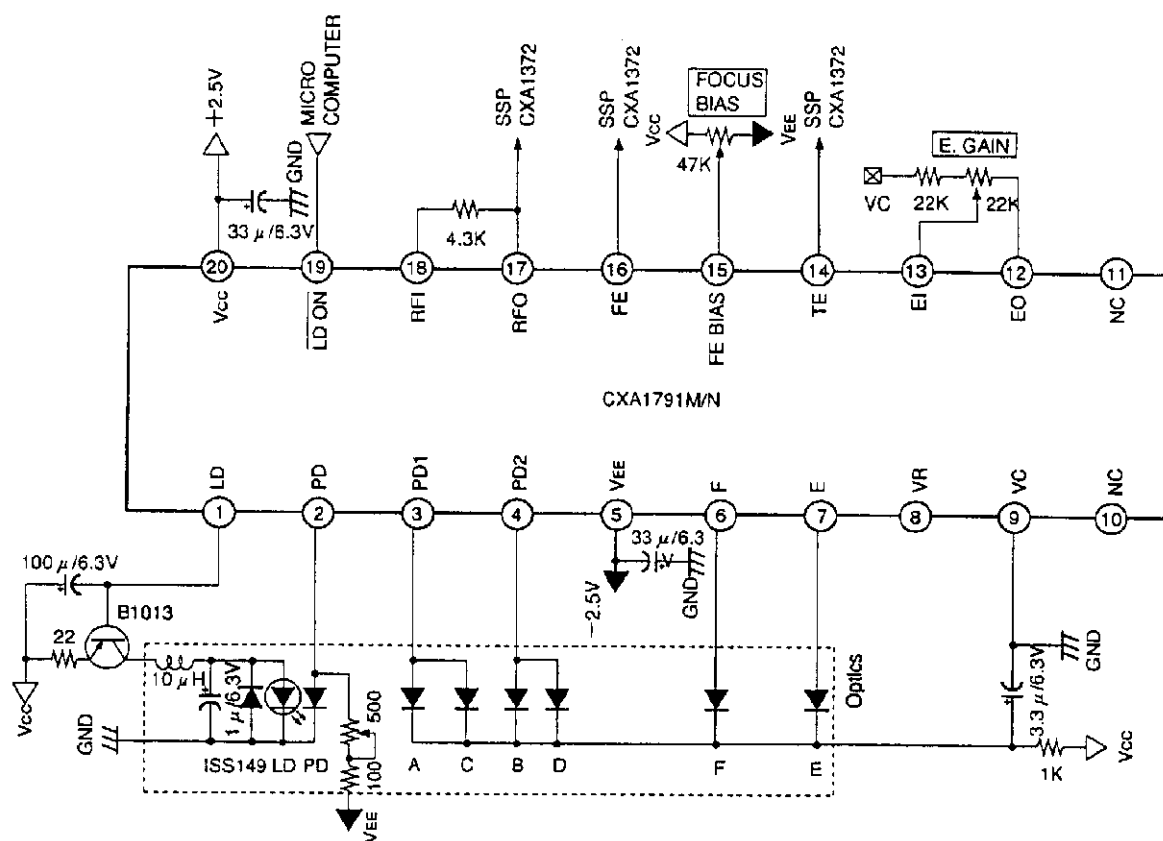 +2.5V
MICRO
COMPUTER
GND
33 μ/6.3V
SSP
CXA1372
4.3K
SSP
CXA1372
FOCUS
BIAS
Vcc
VEE
47K
SSP
CXA1372
E. GAIN
VC
22K
22K
20
19
18
17
16
15
14
13
12
11
Vcc
LD ON
RFI
RFO
FE
FE BIAS
TE
EI
EO
NC
CXA1791M/N
LD
PD
PD1
PD2
VEE
F
E
VR
VC
NC
1
2
3
4
5
6
7
8
9
10
100 μ/6.3V
B1013
22
Vcc
10 μH
1 μ/6.3V
GND
ISS149 LD PD
500
100
VEE
33 μ/6.3
V
GND
-2.5V
A
C
B
D
F
E
Optics
GND
3.3 μ/6.3V
1K
Vcc